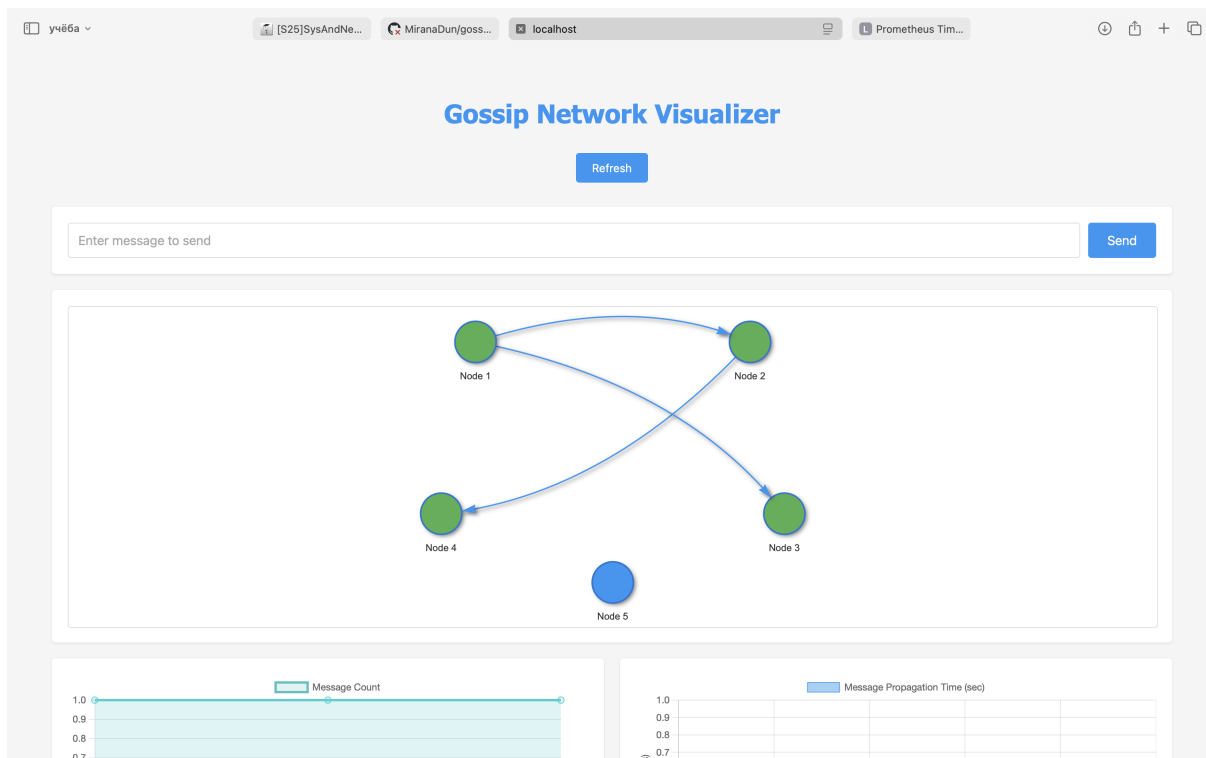 учёба
[S25]SysAndNe...
MiranaDun/goss...
localhost
L Prometheus Tim...
Gossip Network Visualizer
Refresh
Enter message to send
Send
Node 1
Node 2
Node 4
Node 3
Node 5
Message Count
1.0
0.9
0.8
0.7
Message Propagation Time (sec)
1.0
0.9
0.8
0.7